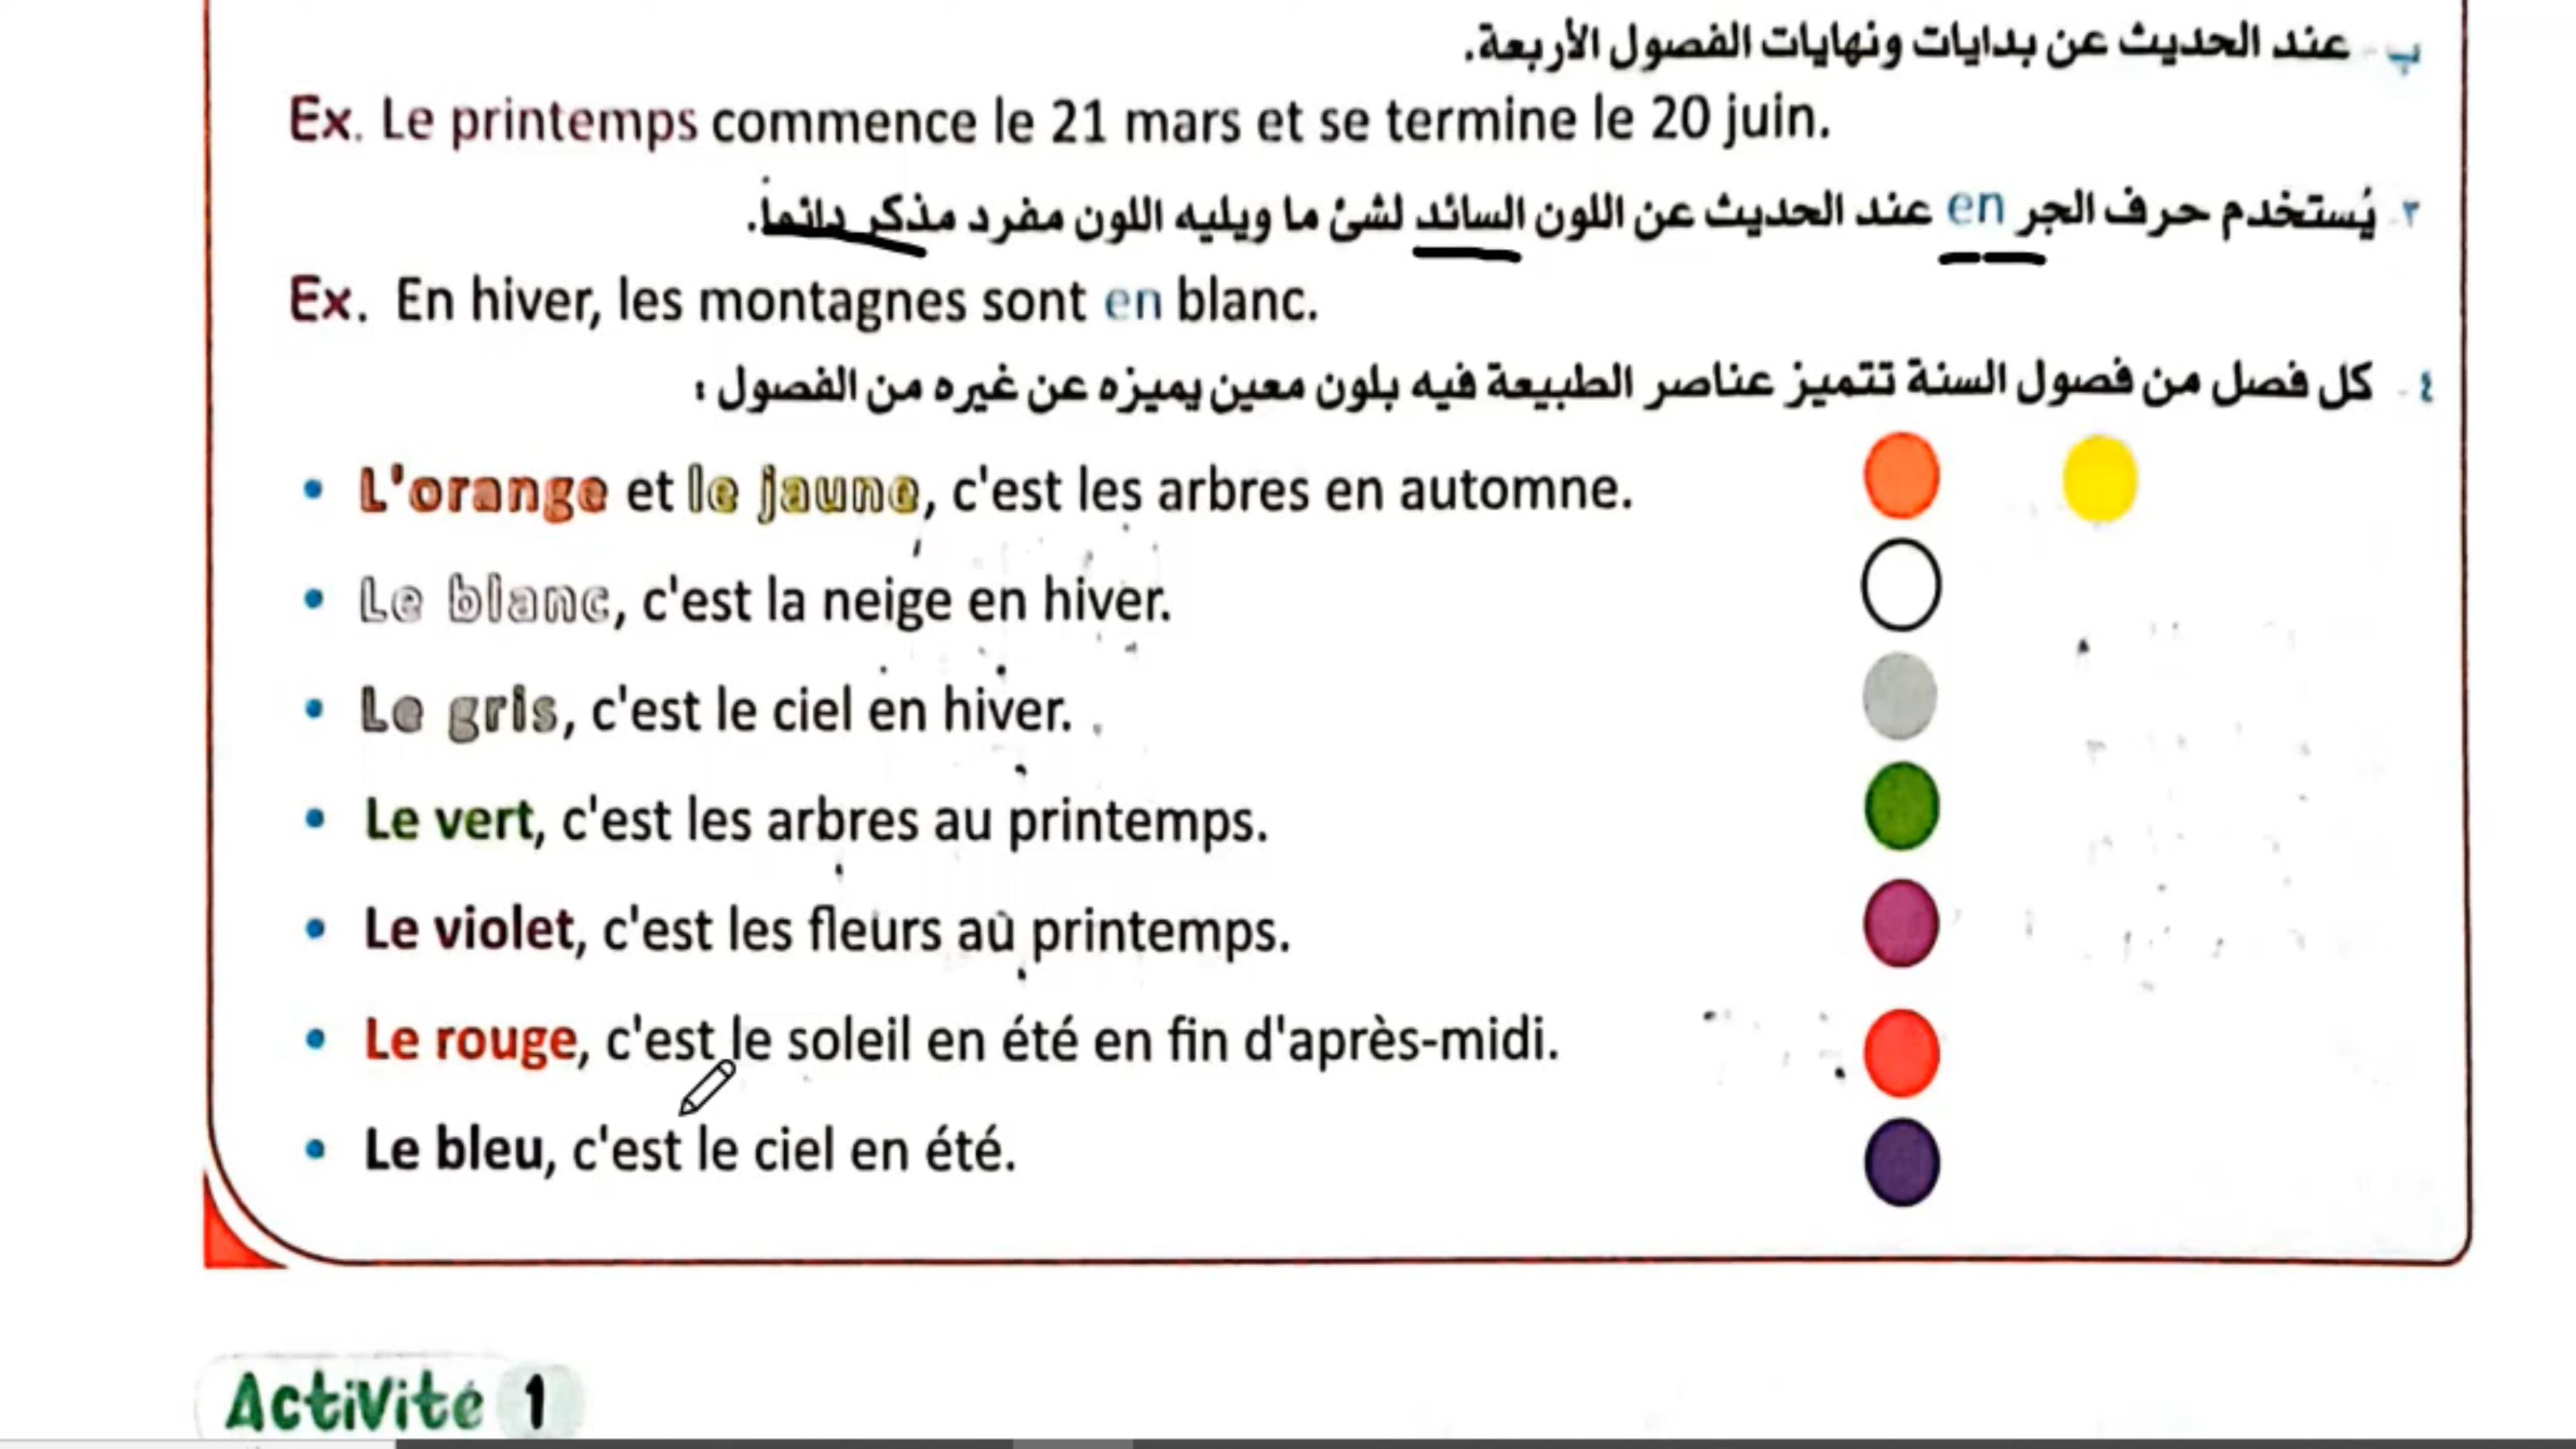 ب- عند الحديث عن بدايات ونهايات الفصول الأربعة.
Ex. Le printemps commence le 21 mars et se termine le 20 juin.
٣- يُستخدم حرف الجر en عند الحديث عن اللون السائد لشئ ما ويليه اللون مفرد مذكر دائماً.
Ex. En hiver, les montagnes sont en blanc.
٤- كل فصل من فصول السنة تتميز عناصر الطبيعة فيه بلون معين يميزه عن غيره من الفصول :
• L'orange et le jaune, c'est les arbres en automne.
• Le blanc, c'est la neige en hiver.
• Le gris, c'est le ciel en hiver.
• Le vert, c'est les arbres au printemps.
• Le violet, c'est les fleurs au printemps.
• Le rouge, c'est le soleil en été en fin d'après-midi.
• Le bleu, c'est le ciel en été.
Activité 1